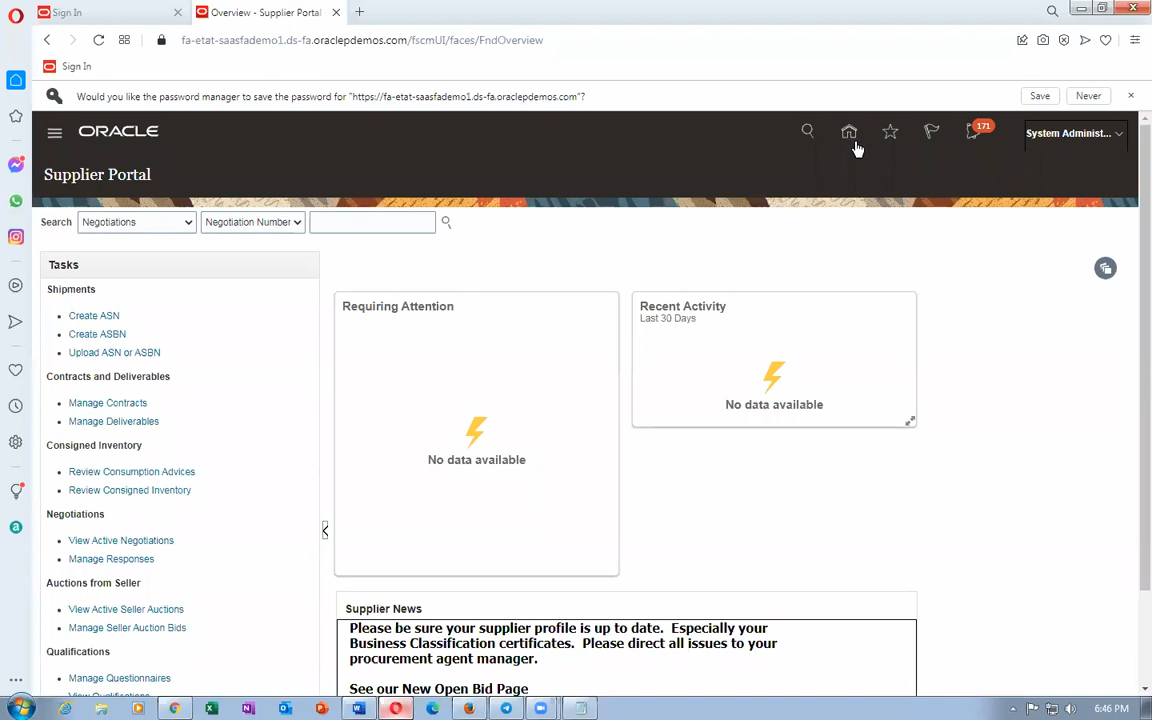 Sign In
Overview - Supplier Portal
fa-etat-saasfademo1.ds-fa.oraclepdemos.com/fscmUI/faces/FndOverview
Sign In
Would you like the password manager to save the password for "https://fa-etat-saasfademo1.ds-fa.oraclepdemos.com"?
Save
Never
ORACLE
171
System Administ...
Supplier Portal
Search
Negotiations
Negotiation Number
Tasks
Shipments
Create ASN
Create ASBN
Upload ASN or ASBN
Contracts and Deliverables
Manage Contracts
Manage Deliverables
Consigned Inventory
Review Consumption Advices
Review Consigned Inventory
Negotiations
View Active Negotiations
Manage Responses
Auctions from Seller
View Active Seller Auctions
Manage Seller Auction Bids
Qualifications
Manage Questionnaires
View Qualifications
Requiring Attention
No data available
Recent Activity
Last 30 Days
No data available
Supplier News
Please be sure your supplier profile is up to date. Especially your
Business Classification certificates. Please direct all issues to your
procurement agent manager.
See our New Open Bid Page
6:46 PM